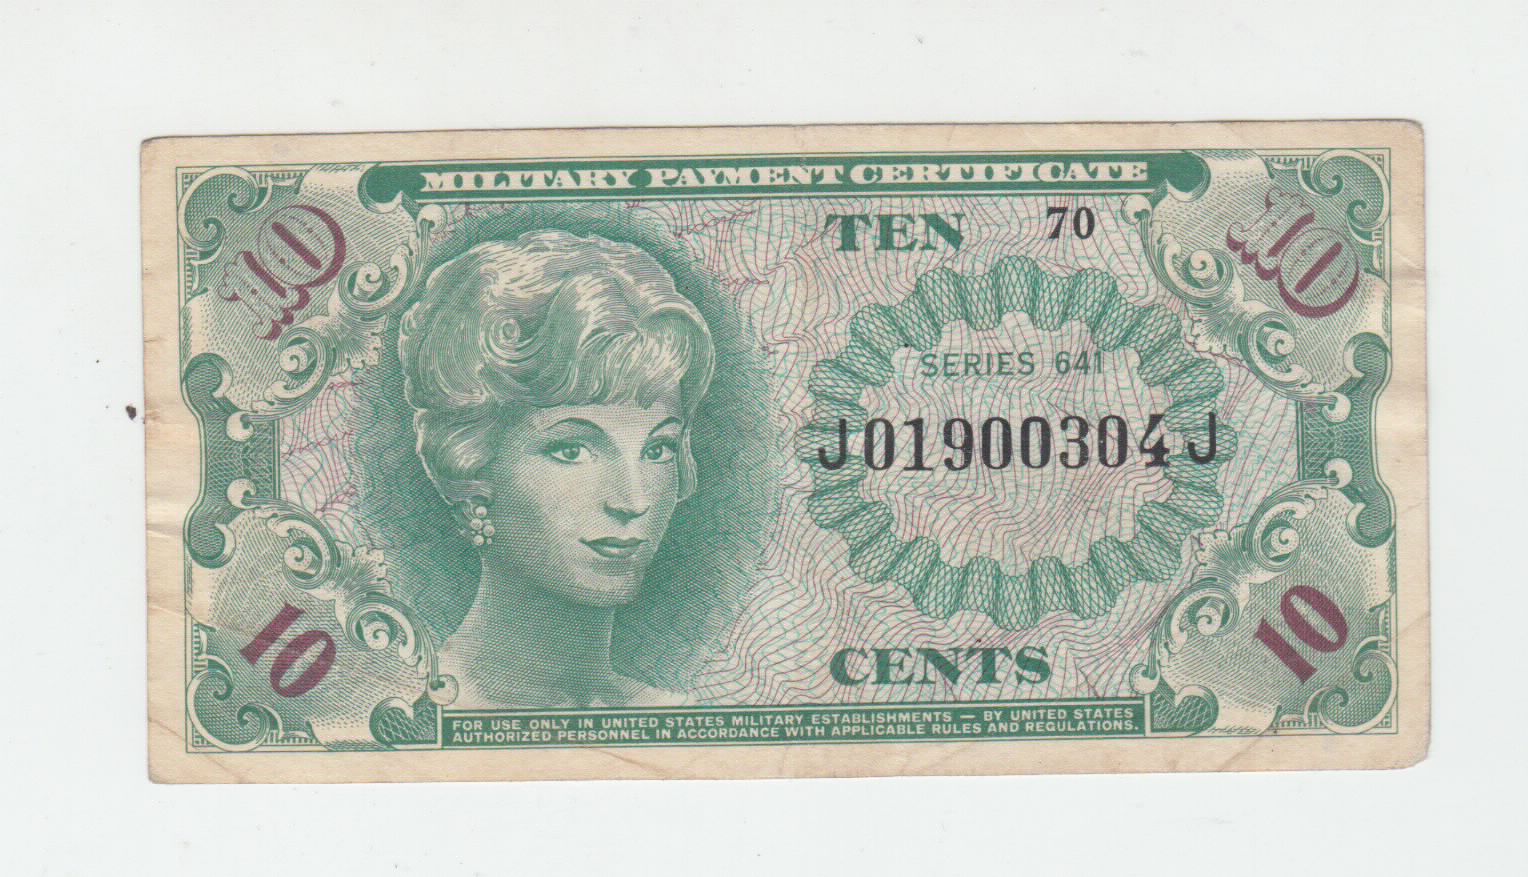 MILITARY PAYMENT CERTIFICATE
10
TEN 70
10
SERIES 641
J01900304J
10
CENTS
10
FOR USE ONLY IN UNITED STATES MILITARY ESTABLISHMENTS — BY UNITED STATES
AUTHORIZED PERSONNEL IN ACCORDANCE WITH APPLICABLE RULES AND REGULATIONS.